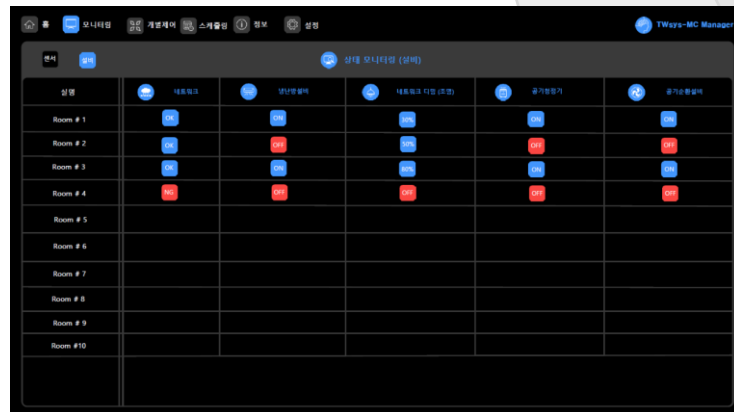 홈 모니터링 개별제어 스케줄링 정보 설정 TWsys-MC Manager
센서 설비 상태 모니터링 (설비)
실명 네트워크 냉난방설비 네트워크 디밍 (조명) 공기청정기 공기순환설비
Room # 1 OK ON 30% ON ON
Room # 2 OK OFF 50% OFF OFF
Room # 3 OK ON 80% ON ON
Room # 4 NG OFF OFF OFF OFF
Room # 5
Room # 6
Room # 7
Room # 8
Room # 9
Room #10